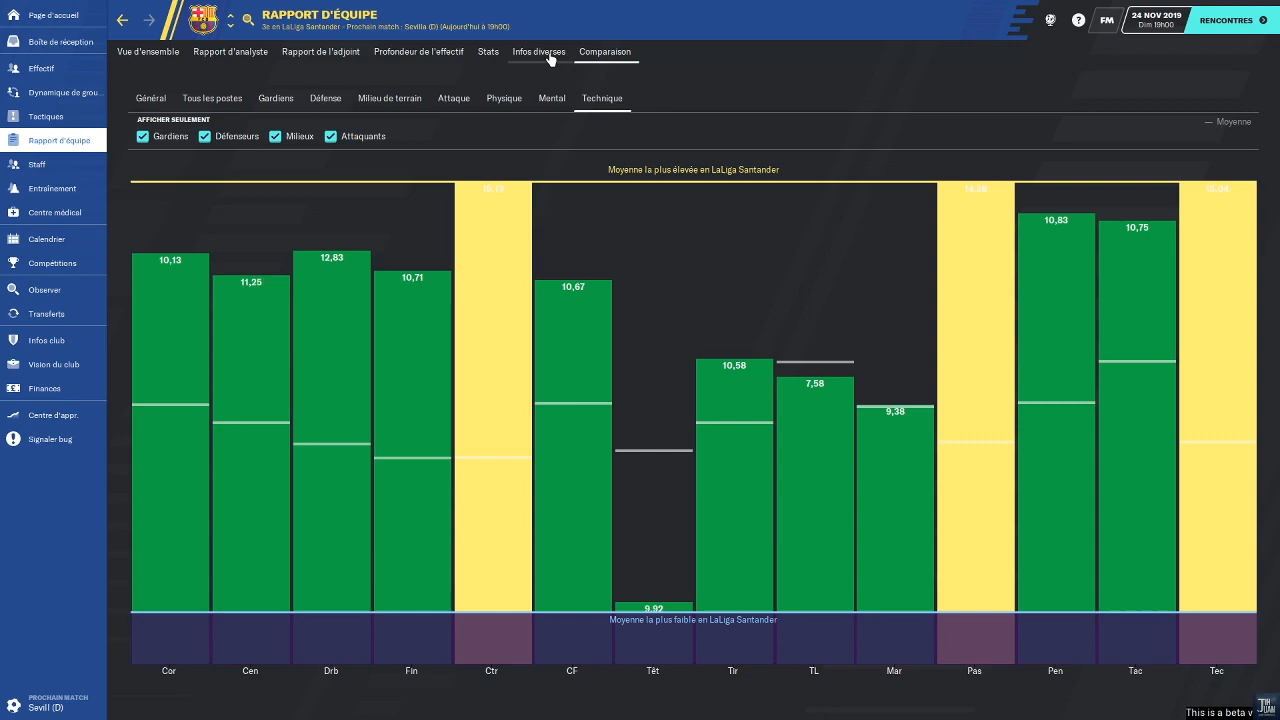 Page d'accueil
Boîte de réception
Effectif
Dynamique de grou...
Tactiques
Rapport d'équipe
Staff
Entraînement
Centre médical
Calendrier
Compétitions
Observer
Transferts
Infos club
Vision du club
Finances
Centre d'appr.
Signaler bug
PROCHAIN MATCH
Sevill (D)
RAPPORT D'ÉQUIPE
3e en LaLiga Santander - Prochain match : Sevilla (D) (Aujourd'hui à 19h00)
? FM
24 NOV 2019
Dim 19h00
RENCONTRES
Vue d'ensemble Rapport d'analyste Rapport de l'adjoint Profondeur de l'effectif Stats Infos diverses Comparaison
Général Tous les postes Gardiens Défense Milieu de terrain Attaque Physique Mental Technique
AFFICHER SEULEMENT
Gardiens Défenseurs Milieux Attaquants
— Moyenne
Moyenne la plus élevée en LaLiga Santander
10,13 11,25 12,83 10,71 10,67 9,92 10,58 7,58 9,38 10,83 10,75
Moyenne la plus faible en LaLiga Santander
Cor Cen Drb Fin Ctr CF Têt Tir TL Mar Pas Pen Tac Tec
This is a beta v